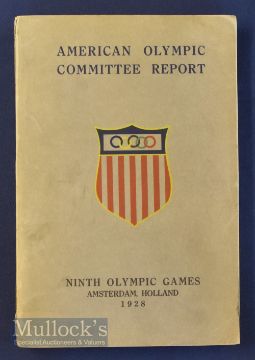 AMERICAN OLYMPIC
COMMITTEE REPORT
NINTH OLYMPIC GAMES
AMSTERDAM, HOLLAND
1928
Mullock's
Specialist Auctioneers & Valuers